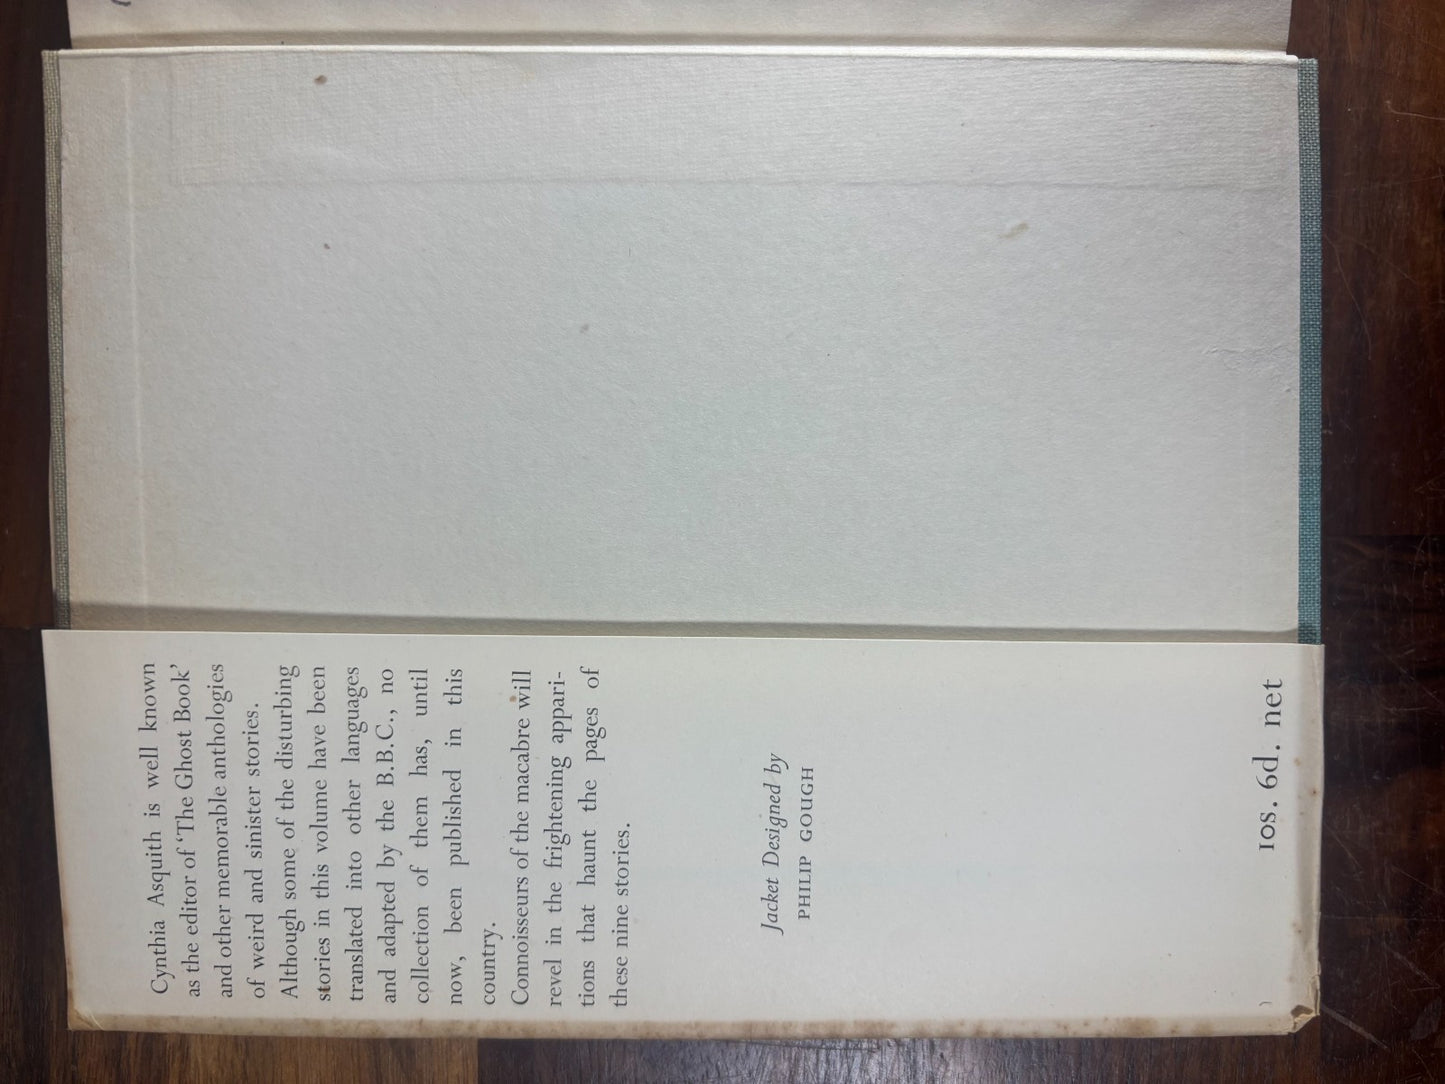 Cynthia Asquith is well known
as the editor of ‘The Ghost Book’
and other memorable anthologies
of weird and sinister stories.
Although some of the disturbing
stories in this volume have been
translated into other languages
and adapted by the B.B.C., no
collection of them has, until
now, been published in this
country.
Connoisseurs of the macabre will
revel in the frightening appari-
tions that haunt the pages of
these nine stories.
Jacket Designed by
PHILIP GOUGH
10s. 6d. net